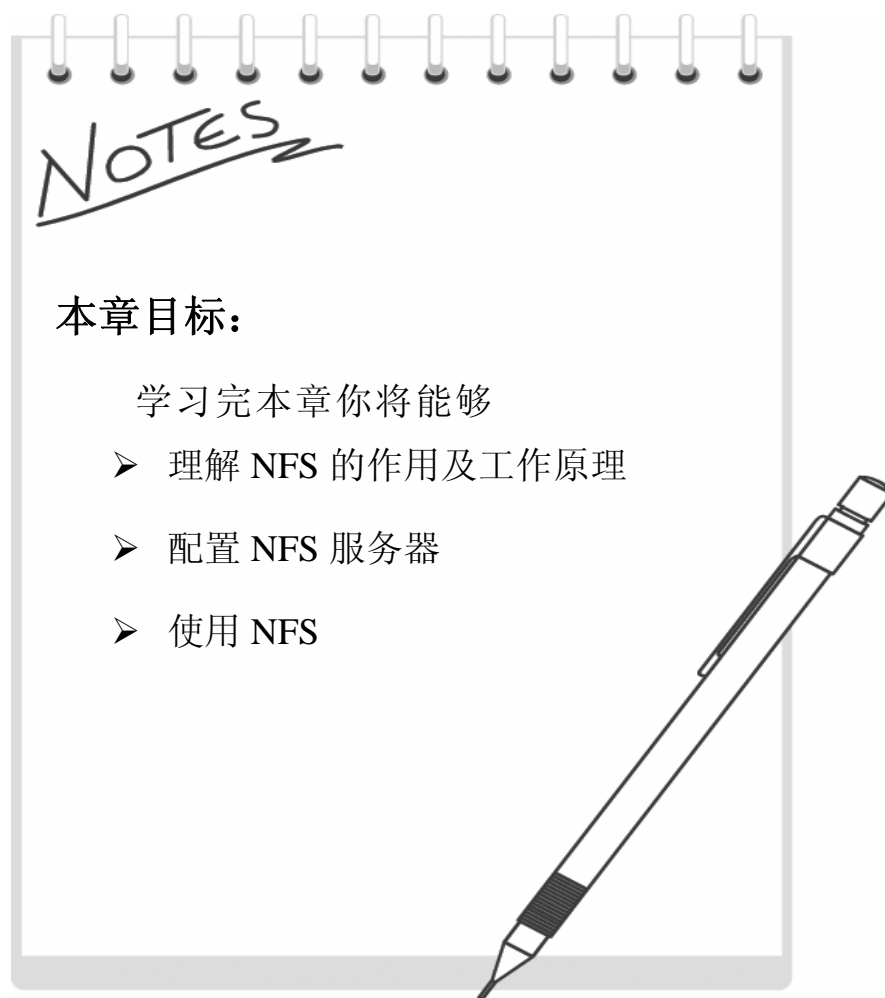 NOTES
本章目标：
学习完本章你将能够
➢ 理解 NFS 的作用及工作原理
➢ 配置 NFS 服务器
➢ 使用 NFS